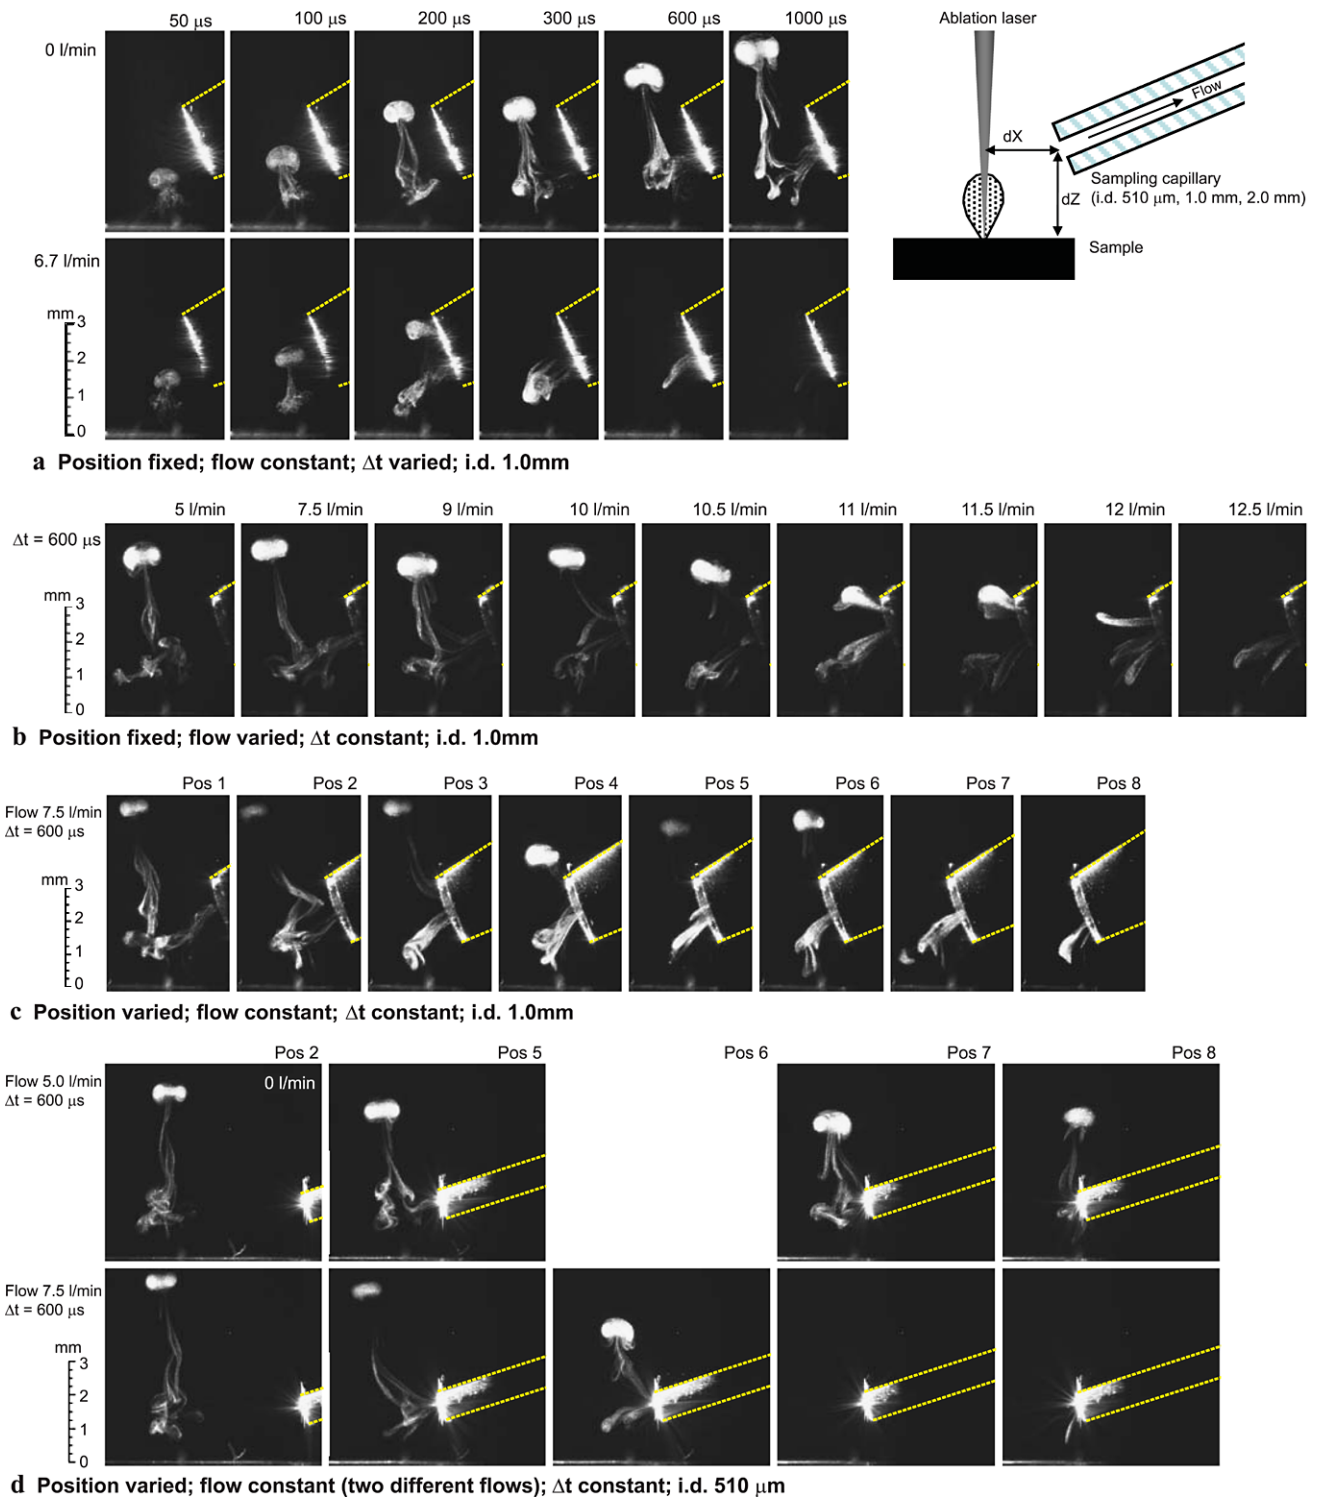 50 μs 100 μs 200 μs 300 μs 600 μs 1000 μs
0 l/min
6.7 l/min
mm
3
2
1
0
a Position fixed; flow constant; Δt varied; i.d. 1.0mm
Ablation laser
Flow
dX
dZ
Sampling capillary
(i.d. 510 μm, 1.0 mm, 2.0 mm)
Sample
5 l/min 7.5 l/min 9 l/min 10 l/min 10.5 l/min 11 l/min 11.5 l/min 12 l/min 12.5 l/min
Δt = 600 μs
mm
3
2
1
0
b Position fixed; flow varied; Δt constant; i.d. 1.0mm
Pos 1 Pos 2 Pos 3 Pos 4 Pos 5 Pos 6 Pos 7 Pos 8
Flow 7.5 l/min
Δt = 600 μs
mm
3
2
1
0
c Position varied; flow constant; Δt constant; i.d. 1.0mm
Pos 2 Pos 5 Pos 6 Pos 7 Pos 8
Flow 5.0 l/min
Δt = 600 μs
0 l/min
Flow 7.5 l/min
Δt = 600 μs
mm
3
2
1
0
d Position varied; flow constant (two different flows); Δt constant; i.d. 510 μm